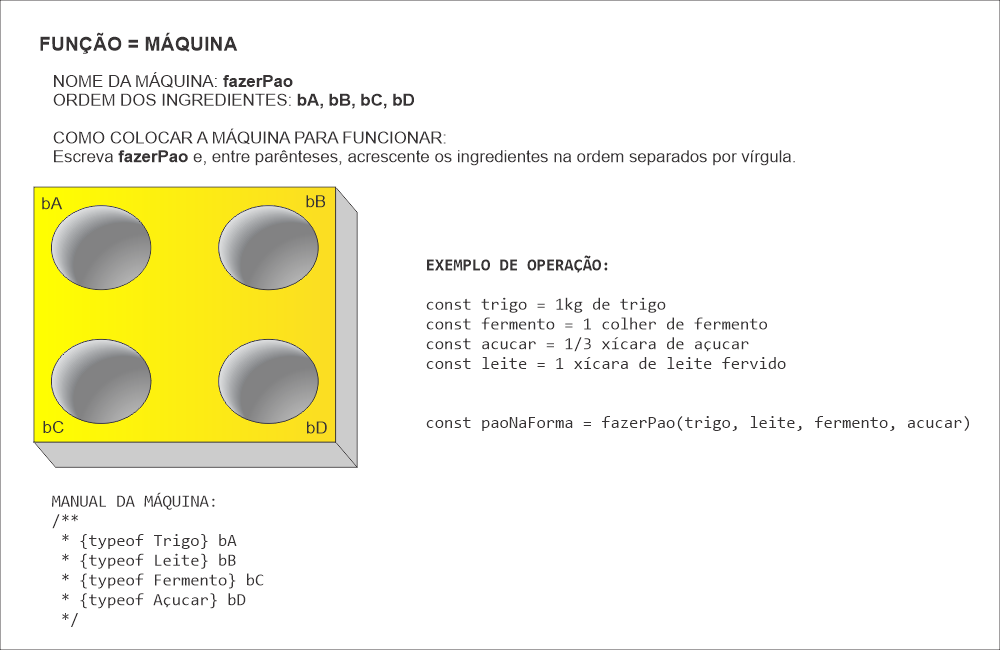 FUNÇÃO = MÁQUINA
NOME DA MÁQUINA: fazerPao
ORDEM DOS INGREDIENTES: bA, bB, bC, bD
COMO COLOCAR A MÁQUINA PARA FUNCIONAR:
Escreva fazerPao e, entre parênteses, acrescente os ingredientes na ordem separados por vírgula.
bA
bB
bC
bD
EXEMPLO DE OPERAÇÃO:
const trigo = 1kg de trigo
const fermento = 1 colher de fermento
const acucar = 1/3 xícara de açucar
const leite = 1 xícara de leite fervido
const paoNaForma = fazerPao(trigo, leite, fermento, acucar)
MANUAL DA MÁQUINA:
/**
* {typeof Trigo} bA
* {typeof Leite} bB
* {typeof Fermento} bC
* {typeof Açucar} bD
*/